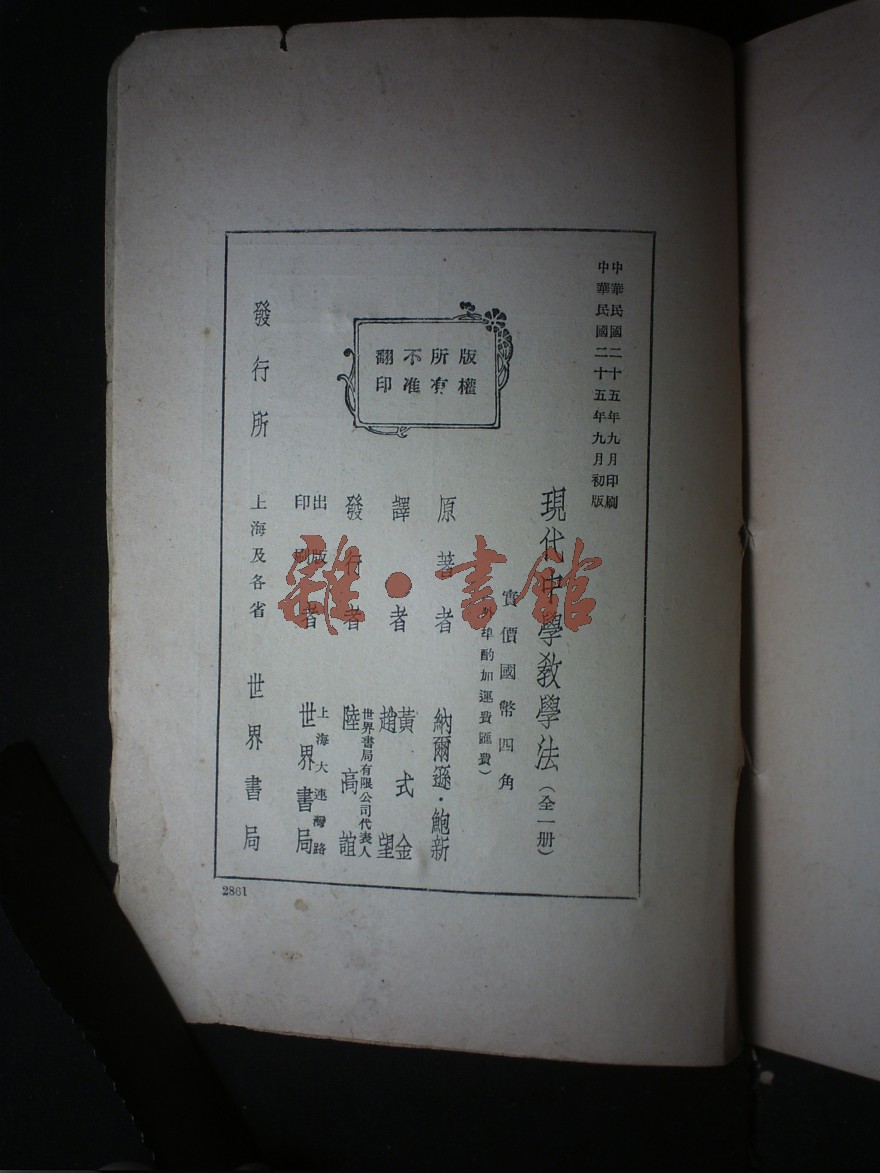 中華民國二十五年九月印刷
中華民國二十五年九月初版
現代中學教學法(全一册)
實價國幣四角
酌加運費匯費)
版權
所有
不准
翻印
原著者 納爾遜·鮑新
譯者 黃式金
趙望
發行者 世界書局有限公司代表人
陸高誼
出版
印刷者 上海大連灣路
世界書局
發行所 上海及各省 世界書局
2861
雜·書館